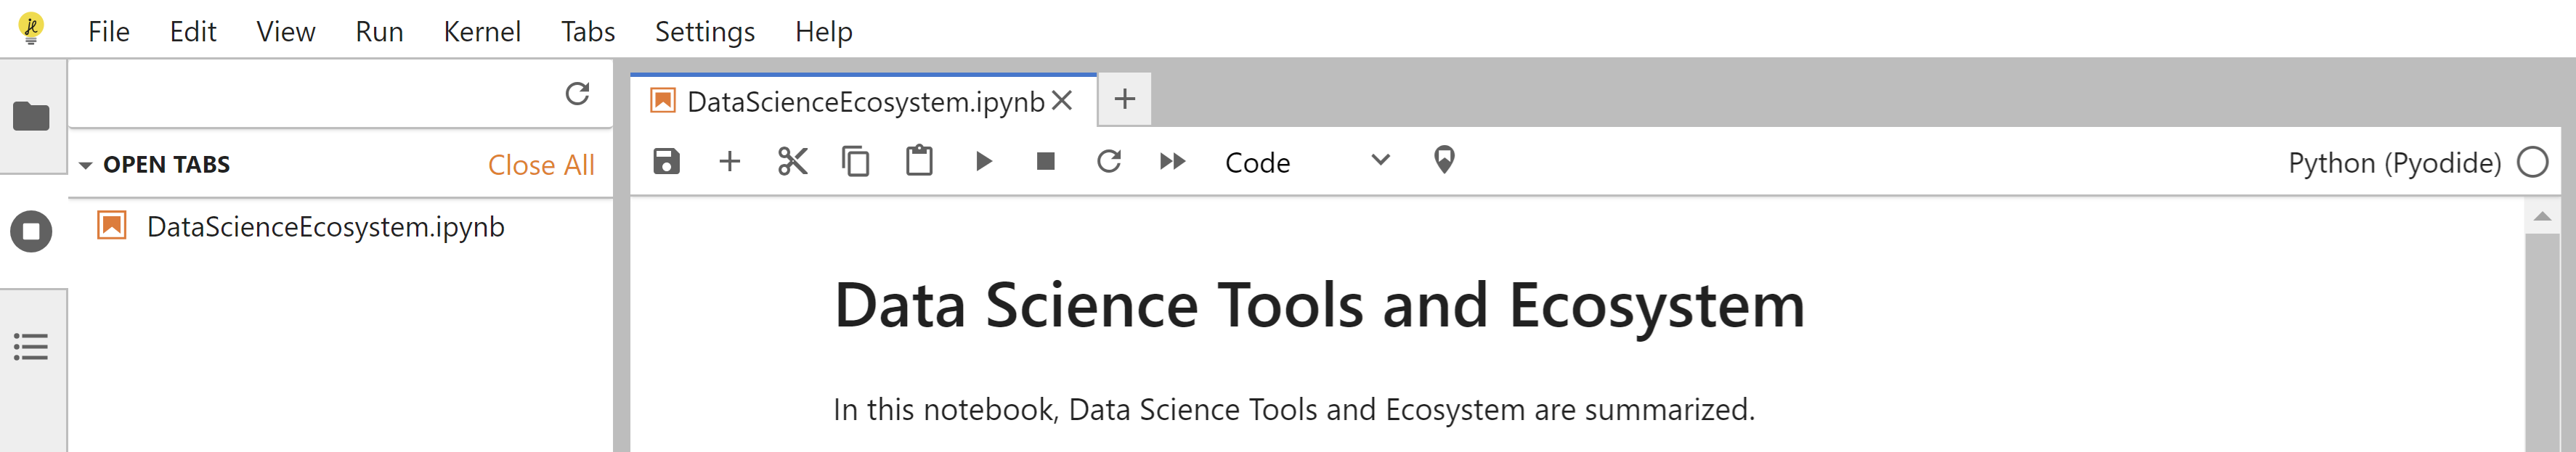 File Edit View Run Kernel Tabs Settings Help
DataScienceEcosystem.ipynb
OPEN TABS Close All
Code Python (Pyodide)
DataScienceEcosystem.ipynb
Data Science Tools and Ecosystem
In this notebook, Data Science Tools and Ecosystem are summarized.